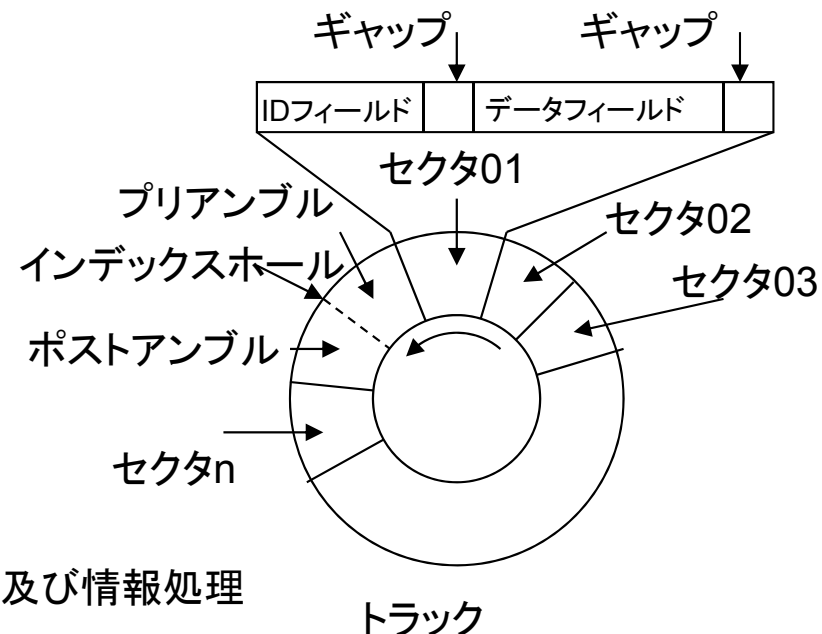 ギャップ ギャップ
IDフィールド データフィールド
セクタ01
プリアンブル
セクタ02
インデックスホール
セクタ03
ポストアンブル
セクタn
及び情報処理
トラック